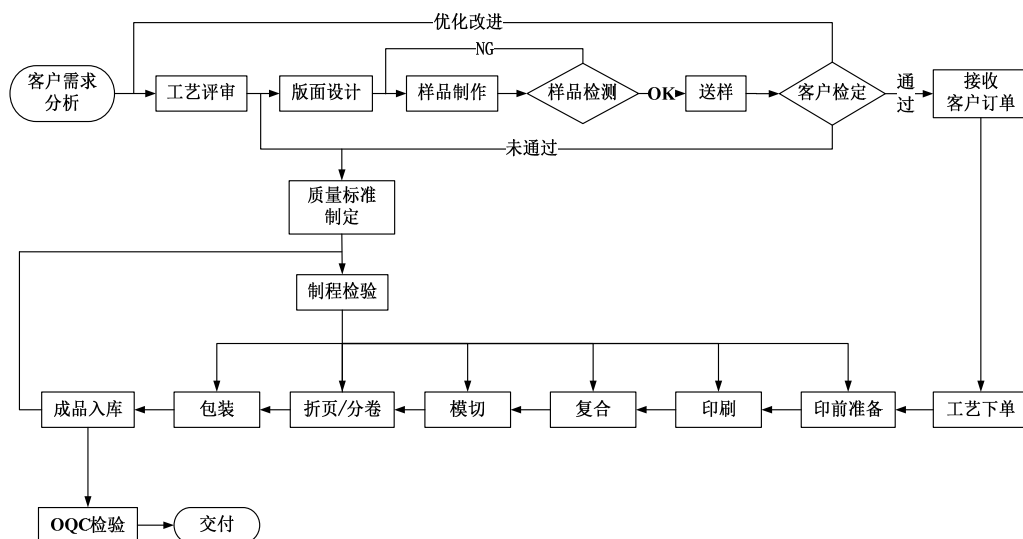 优化改进
NG
客户需求
分析
工艺评审
版面设计
样品制作
样品检测
OK
送样
客户检定
通
过
接收
客户订单
未通过
质量标准
制定
制程检验
成品入库
包装
折页/分卷
模切
复合
印刷
印前准备
工艺下单
OQC检验
交付